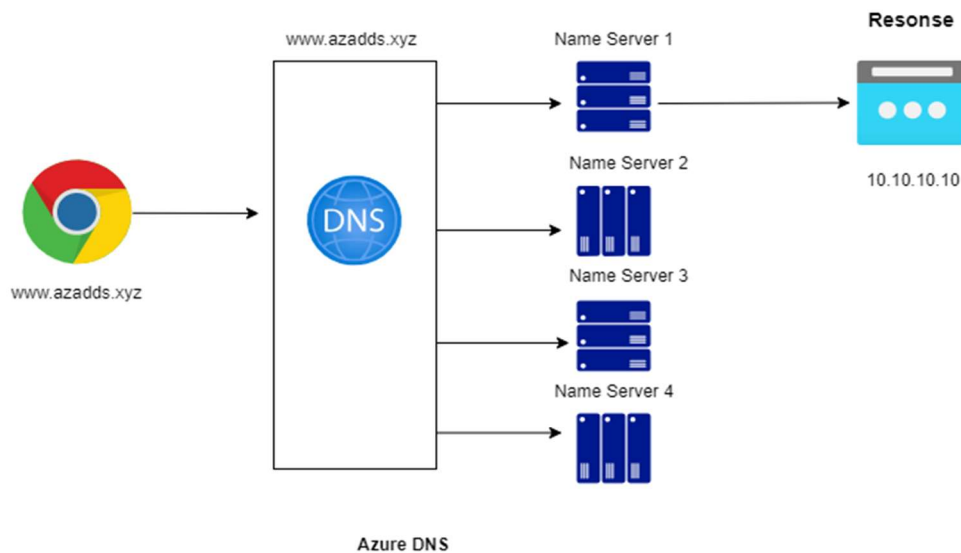 www.azadds.xyz
Name Server 1
Resonse
Name Server 2
10.10.10.10
DNS
Name Server 3
www.azadds.xyz
Name Server 4
Azure DNS